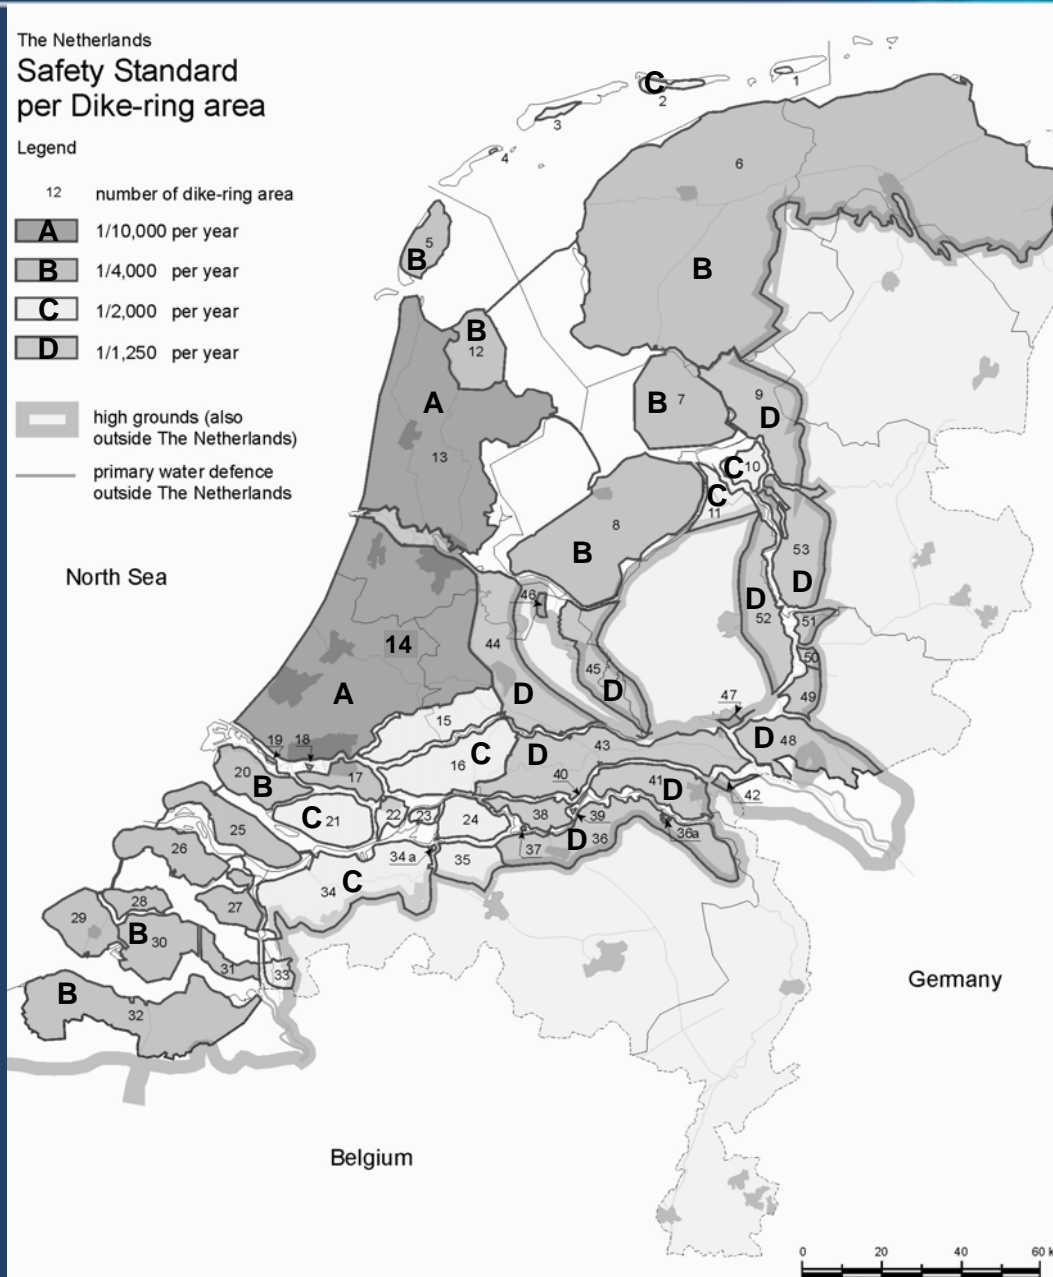 The Netherlands
Safety Standard
per Dike-ring area
Legend
12 number of dike-ring area
A 1/10,000 per year
B 1/4,000 per year
C 1/2,000 per year
D 1/1,250 per year
high grounds (also
outside The Netherlands)
primary water defence
outside The Netherlands
1
C
2
3
4
6
5
B
B
B
12
A
13
B 7
9
D
C 10
C
11
8
B
North Sea
53
D
D
52
51
50
49
46
44
45
D
D
14
A
47
D 48
15
C
16
D
43
19 18
20
B
17
40
41
D
42
C 21
22
23
24
38
39
D 36
36a
37
25
26
34a
35
34
C
27
28
29
B 30
31
33
B
32
Germany
Belgium
0 20 40 60 k